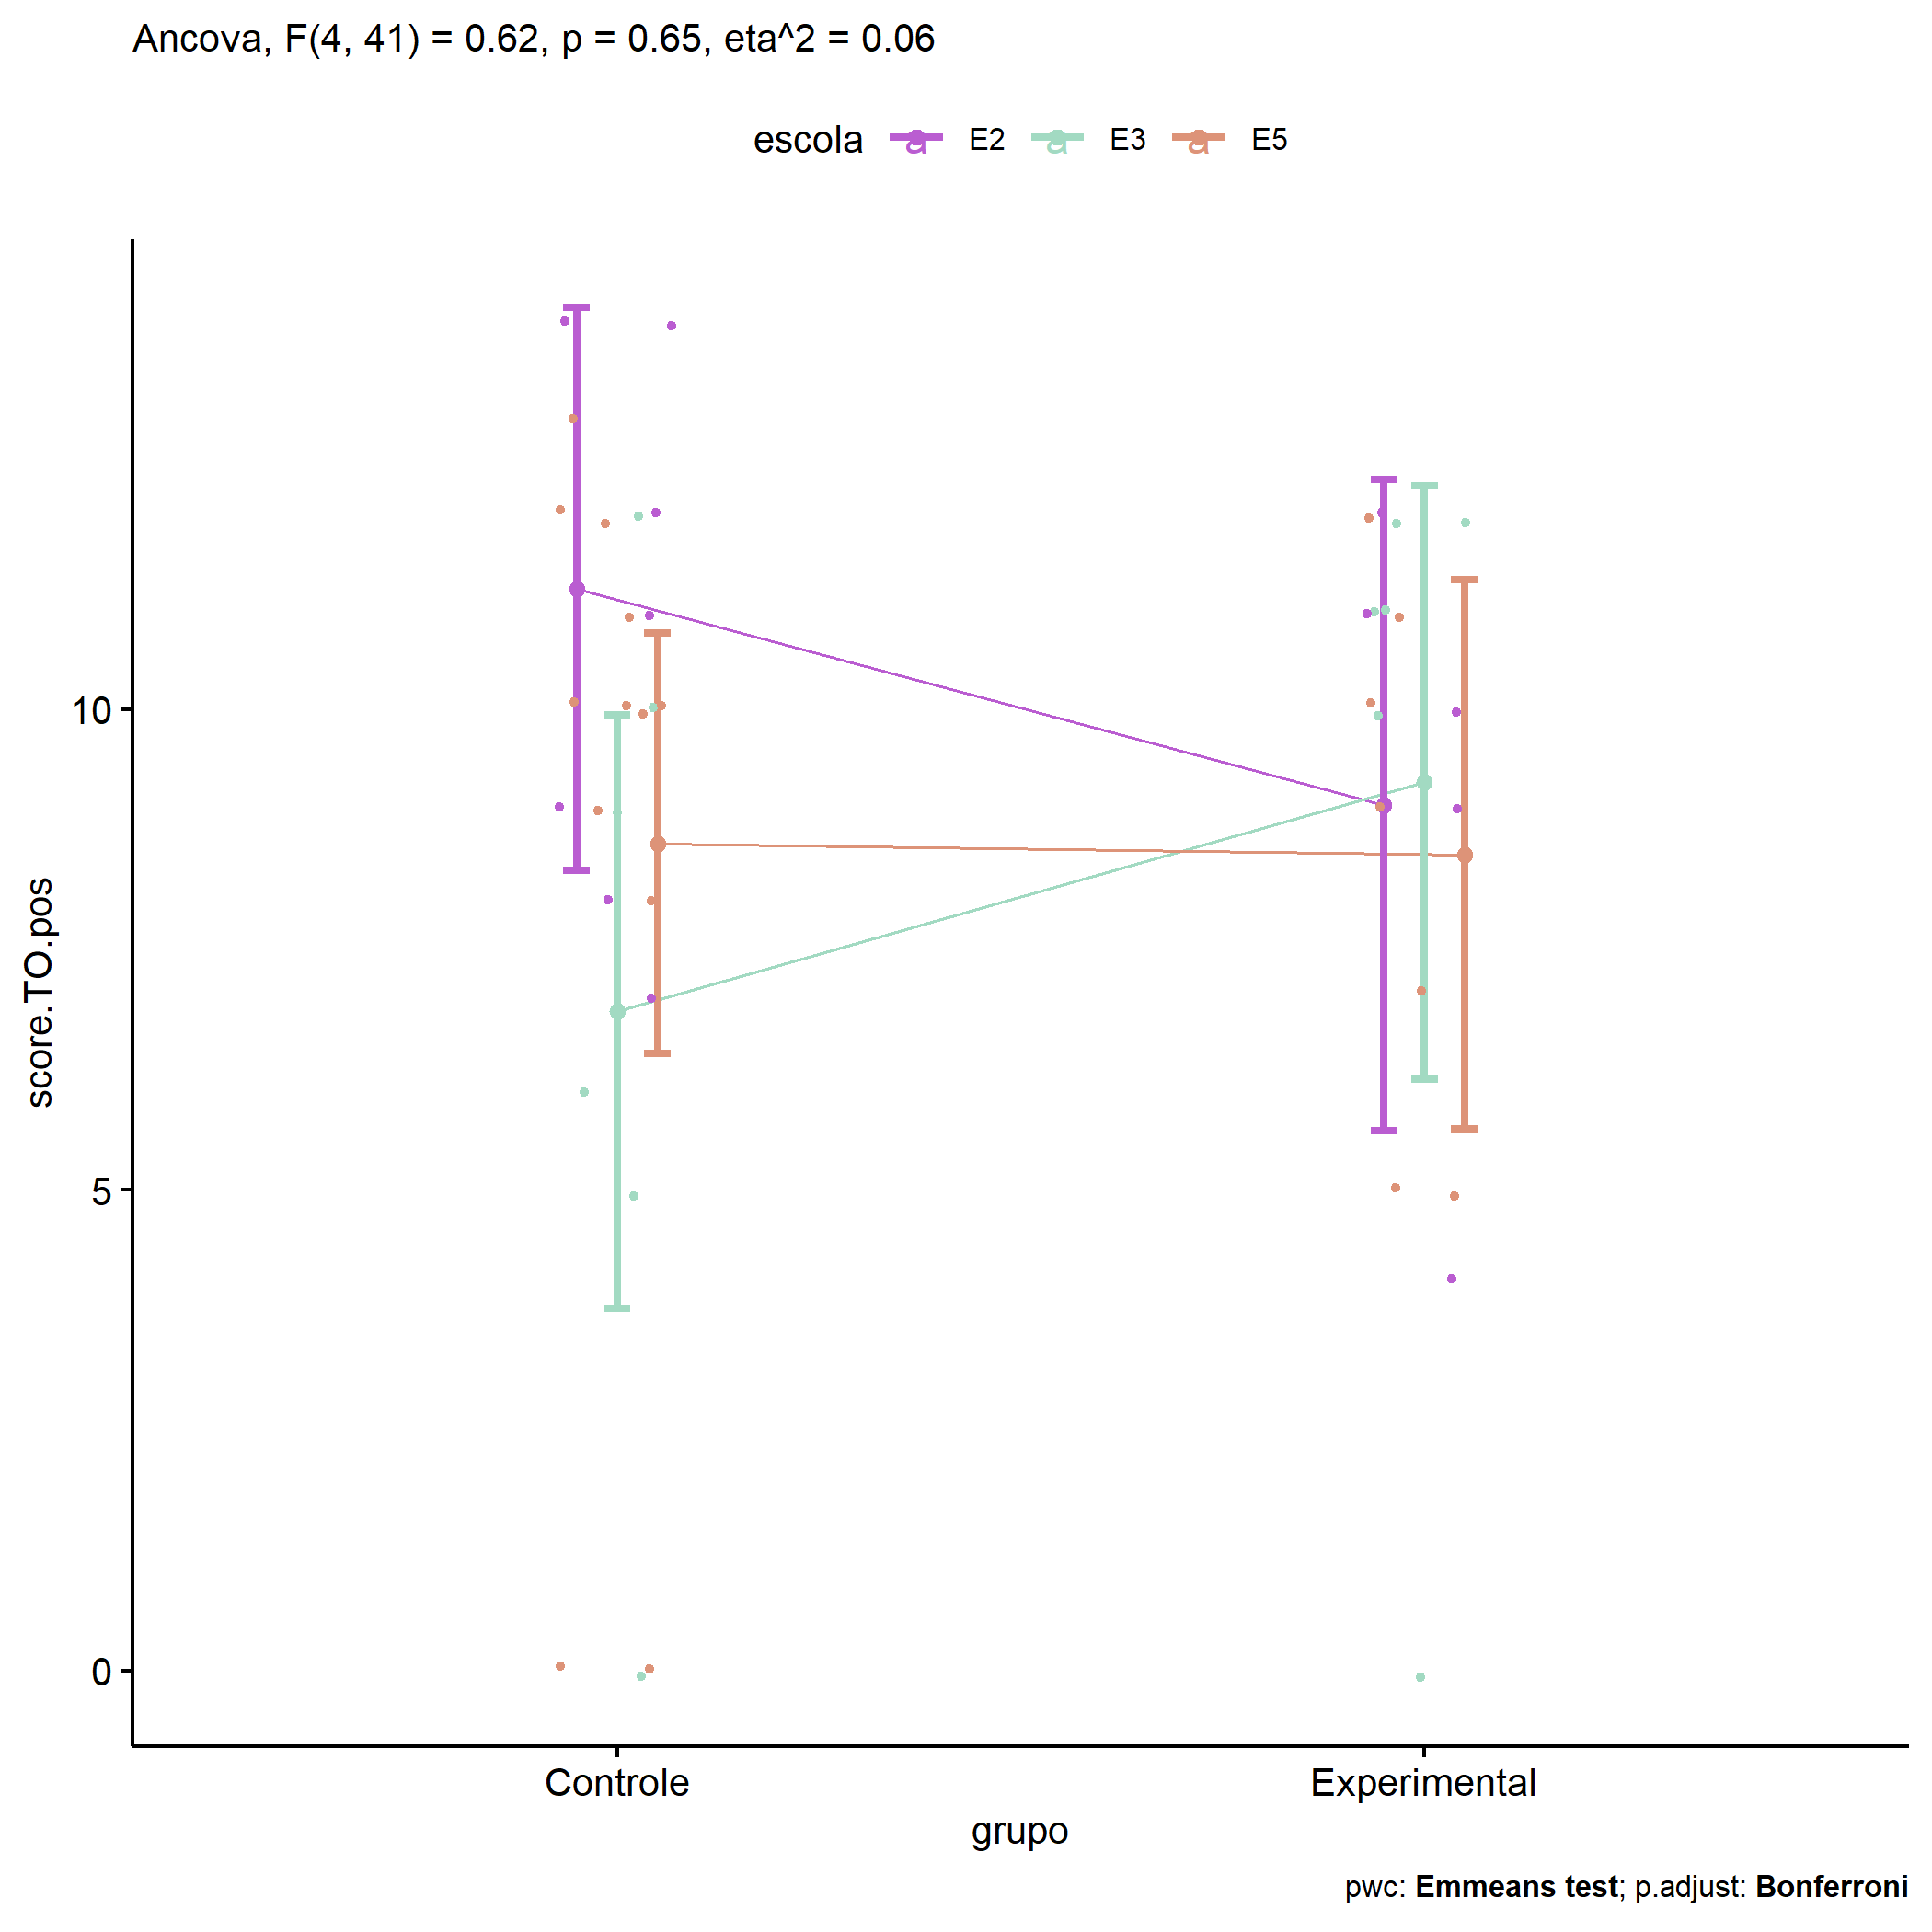 Ancova, F(4, 41) = 0.62, p = 0.65, eta^2 = 0.06
escola a E2 a E3 a E5
10
5
0
score.TO.pos
Controle Experimental
grupo
pwc: Emmeans test; p.adjust: Bonferroni